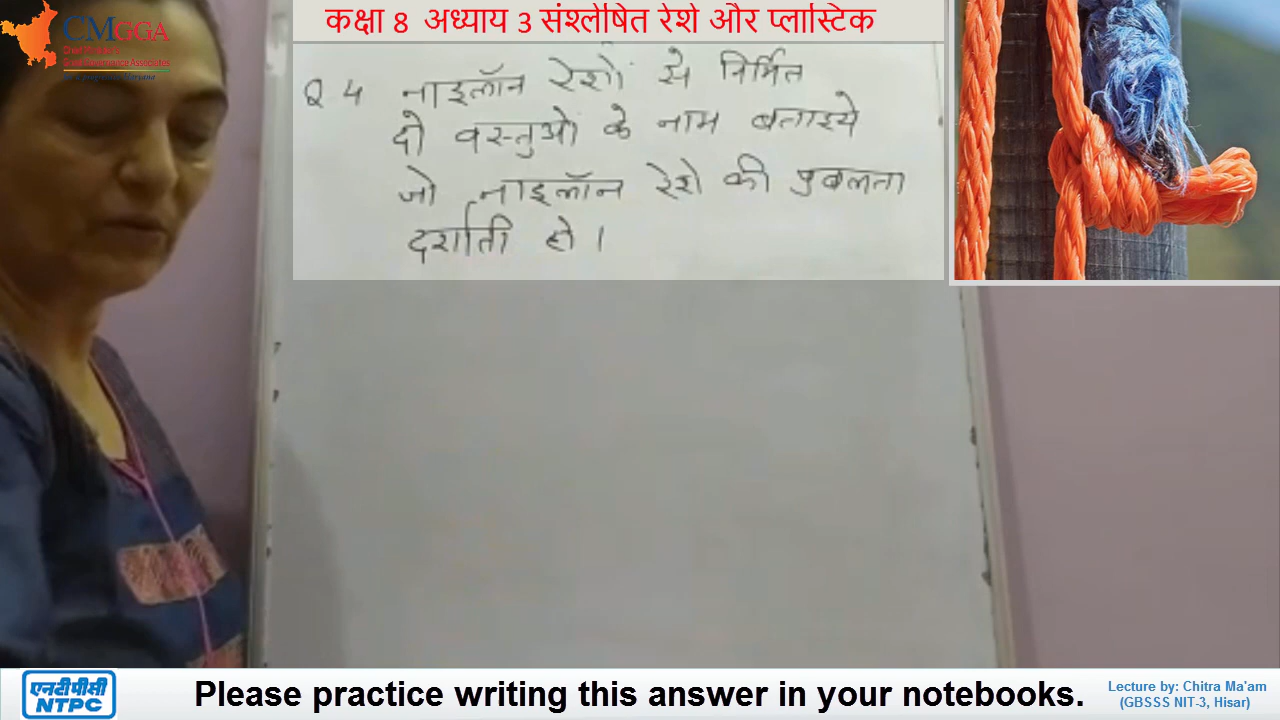 कक्षा 8 अध्याय 3 संश्लेषित रेशे और प्लास्टिक
CMGGA
Q 4 नाइलॉन रेशों से निर्मित
दो वस्तुओं के नाम बताइये
जो नाइलॉन रेशे की प्रबलता
दर्शाती हो।
एनटीपीसी
NTPC
Please practice writing this answer in your notebooks.
Lecture by: Chitra Ma'am
(GBSSS NIT-3, Hisar)